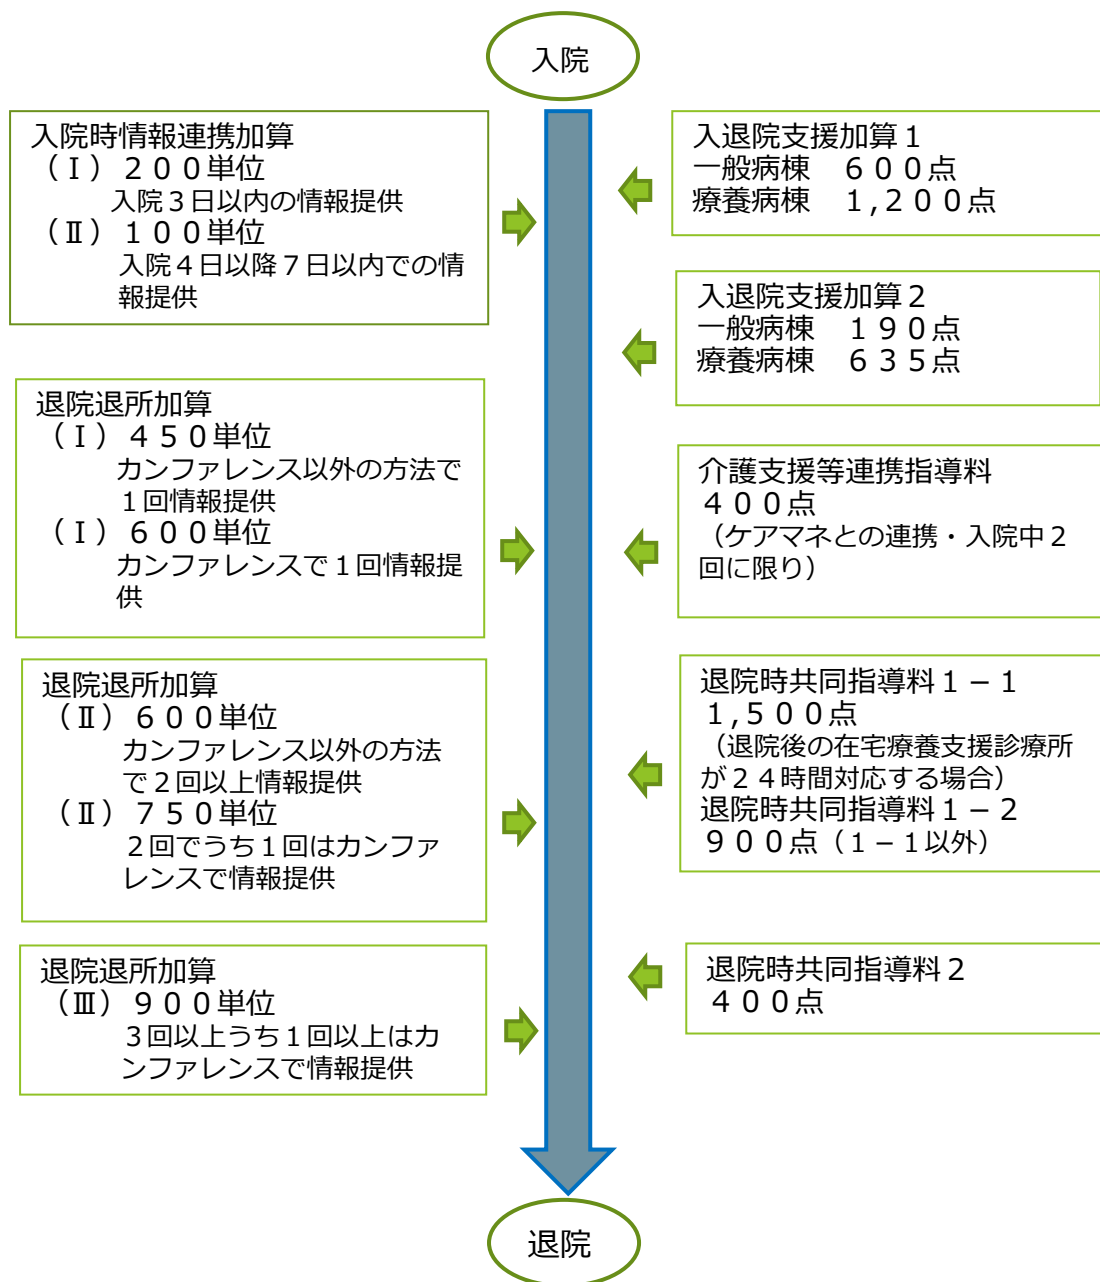 入院
入院時情報連携加算
（Ⅰ）２００単位
入院３日以内の情報提供
（Ⅱ）１００単位
入院４日以降７日以内での情
報提供
退院退所加算
（Ⅰ）４５０単位
カンファレンス以外の方法で
１回情報提供
（Ⅰ）６００単位
カンファレンスで１回情報提
供
退院退所加算
（Ⅱ）６００単位
カンファレンス以外の方法
で２回以上情報提供
（Ⅱ）７５０単位
２回でうち１回はカンファ
レンスで情報提供
退院退所加算
（Ⅲ）９００単位
３回以上うち１回以上はカ
ンファレンスで情報提供
入退院支援加算１
一般病棟　６００点
療養病棟　１,２００点
入退院支援加算２
一般病棟　１９０点
療養病棟　６３５点
介護支援等連携指導料
４００点
（ケアマネとの連携・入院中２
回に限り）
退院時共同指導料１－１
１,５００点
（退院後の在宅療養支援診療所
が２４時間対応する場合）
退院時共同指導料１－２
９００点（１－１以外）
退院時共同指導料２
４００点
退院